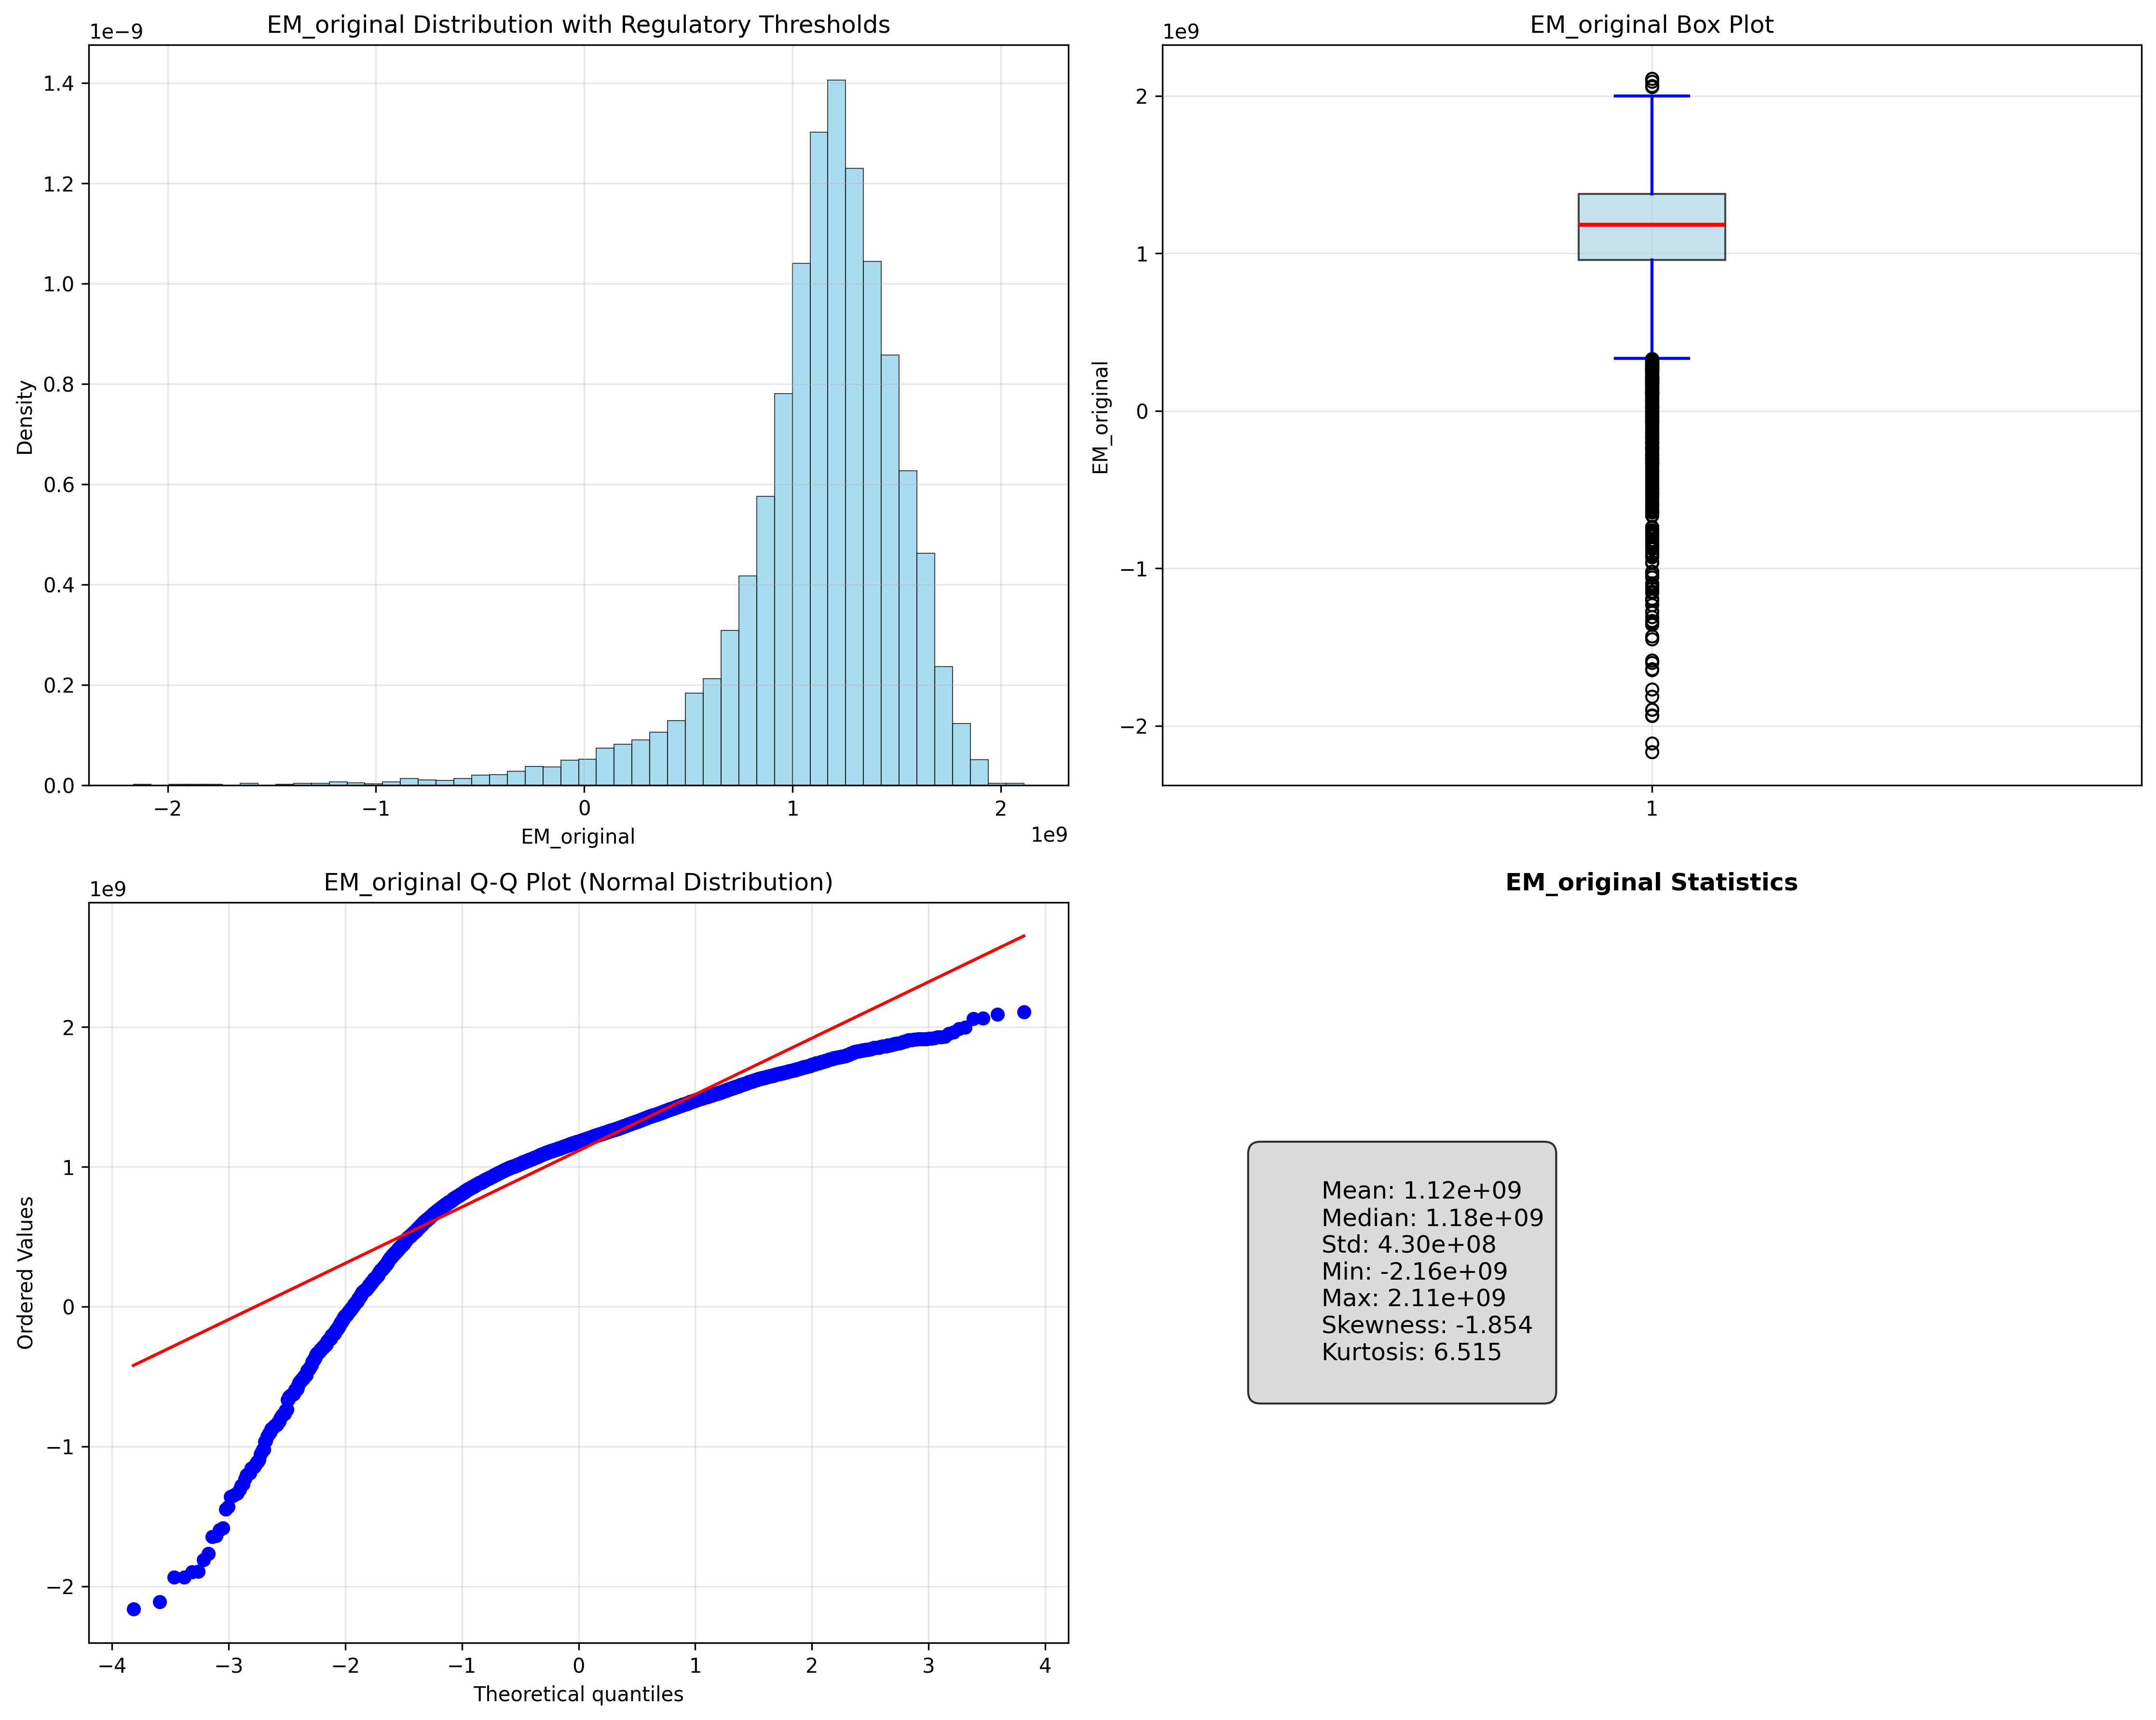 EM_original Distribution with Regulatory Thresholds
1e−9
1.4
1.2
1.0
0.8
0.6
0.4
0.2
0.0
Density
−2 −1 0 1 2
EM_original
1e9
EM_original Box Plot
1e9
2
1
0
−1
−2
EM_original
1
EM_original Q-Q Plot (Normal Distribution)
1e9
2
1
0
−1
−2
Ordered Values
−4 −3 −2 −1 0 1 2 3 4
Theoretical quantiles
EM_original Statistics
Mean: 1.12e+09
Median: 1.18e+09
Std: 4.30e+08
Min: -2.16e+09
Max: 2.11e+09
Skewness: -1.854
Kurtosis: 6.515